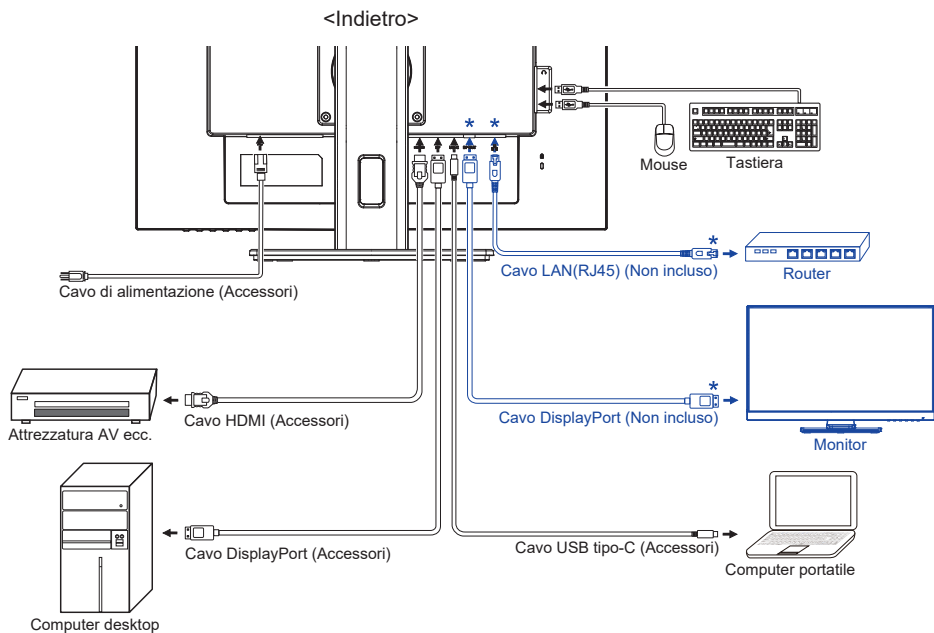 <Indietro>
* *
Mouse
Tastiera
*
Cavo LAN(RJ45) (Non incluso)
Router
Cavo di alimentazione (Accessori)
*
Cavo HDMI (Accessori)
Cavo DisplayPort (Non incluso)
Attrezzatura AV ecc.
Monitor
Cavo DisplayPort (Accessori)
Cavo USB tipo-C (Accessori)
Computer portatile
Computer desktop